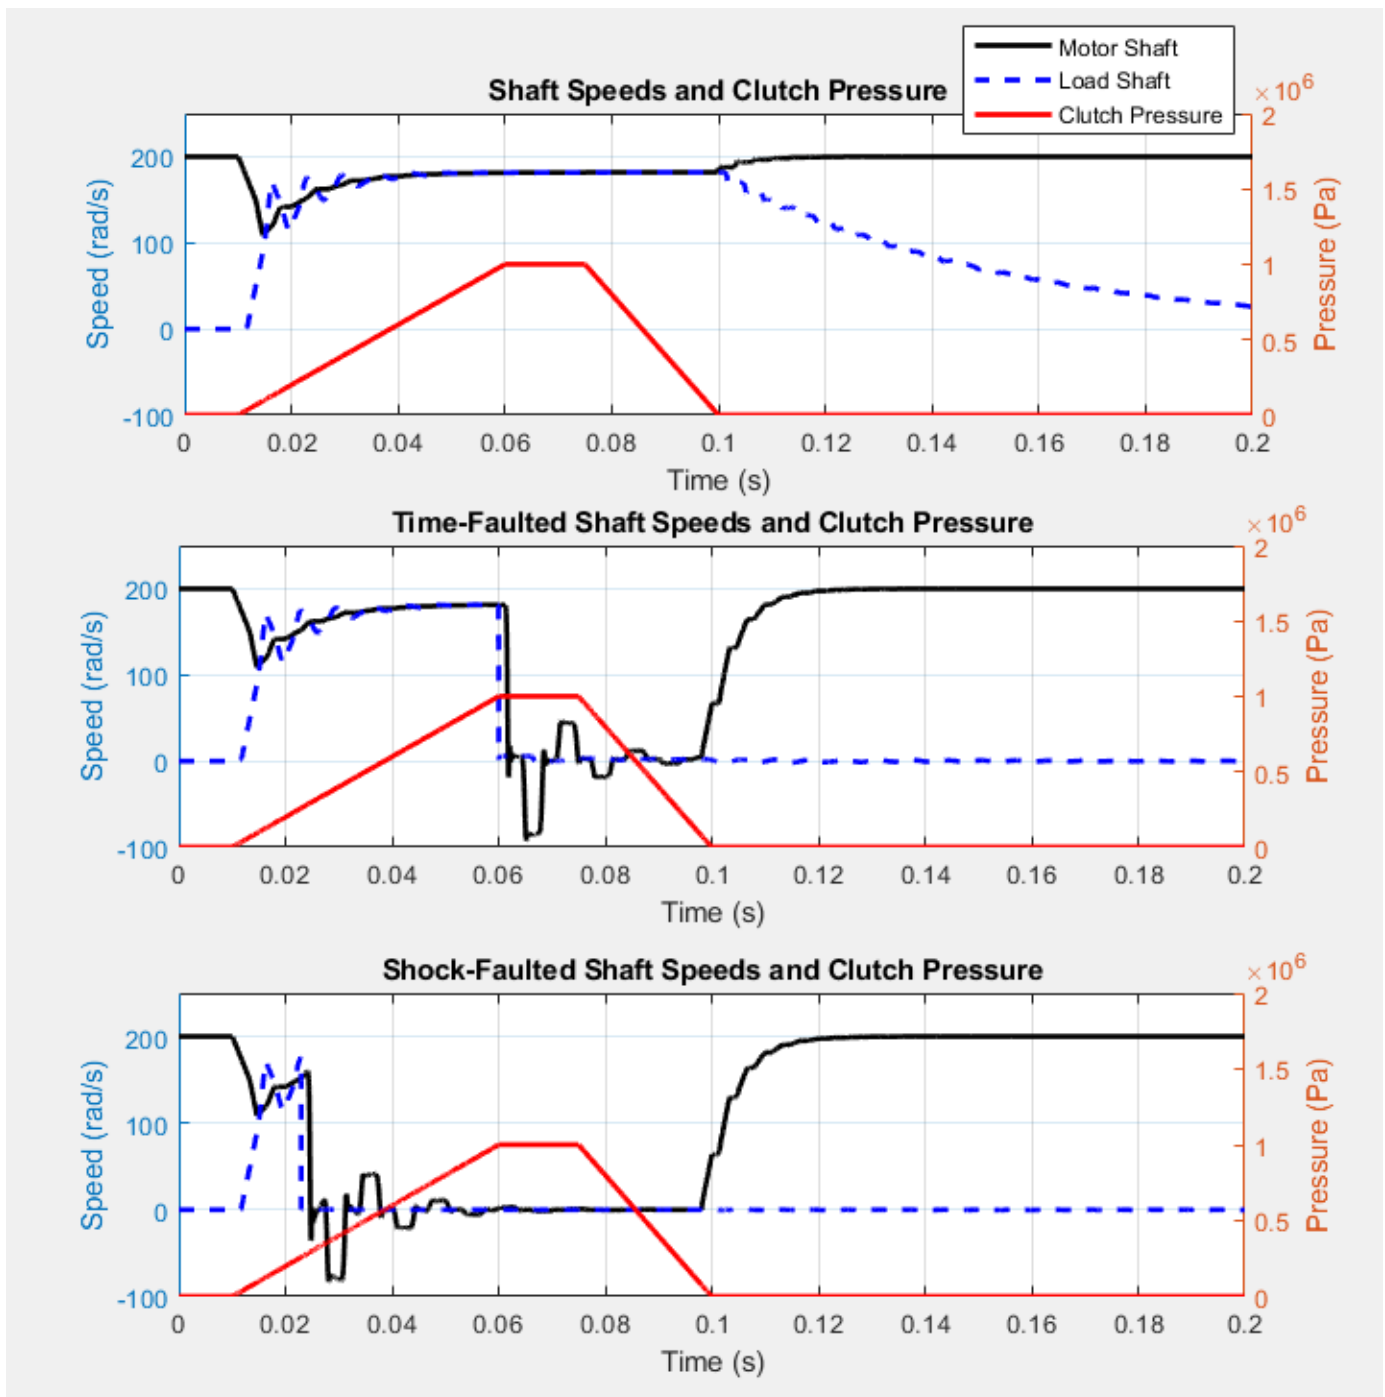 Motor Shaft
Load Shaft
Clutch Pressure
Shaft Speeds and Clutch Pressure
×10^6
Speed (rad/s)
200
100
0
-100
2
1.5
1
0.5
0
Pressure (Pa)
0 0.02 0.04 0.06 0.08 0.1 0.12 0.14 0.16 0.18 0.2
Time (s)
Time-Faulted Shaft Speeds and Clutch Pressure
×10^6
Speed (rad/s)
200
100
0
-100
2
1.5
1
0.5
0
Pressure (Pa)
0 0.02 0.04 0.06 0.08 0.1 0.12 0.14 0.16 0.18 0.2
Time (s)
Shock-Faulted Shaft Speeds and Clutch Pressure
×10^6
Speed (rad/s)
200
100
0
-100
2
1.5
1
0.5
0
Pressure (Pa)
0 0.02 0.04 0.06 0.08 0.1 0.12 0.14 0.16 0.18 0.2
Time (s)